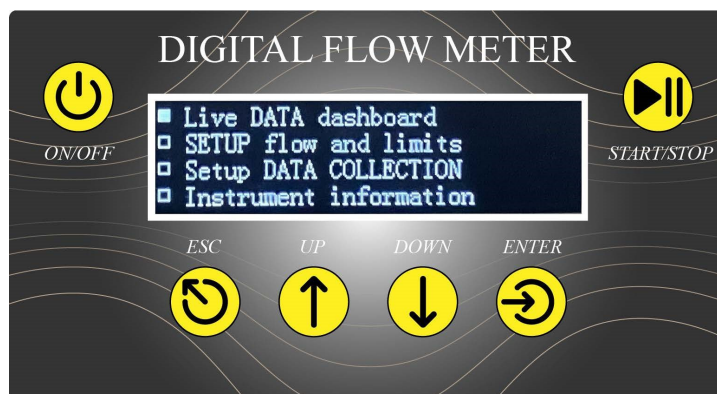 DIGITAL FLOW METER
ON/OFF
Live DATA dashboard
SETUP flow and limits
Setup DATA COLLECTION
Instrument information
START/STOP
ESC UP DOWN ENTER